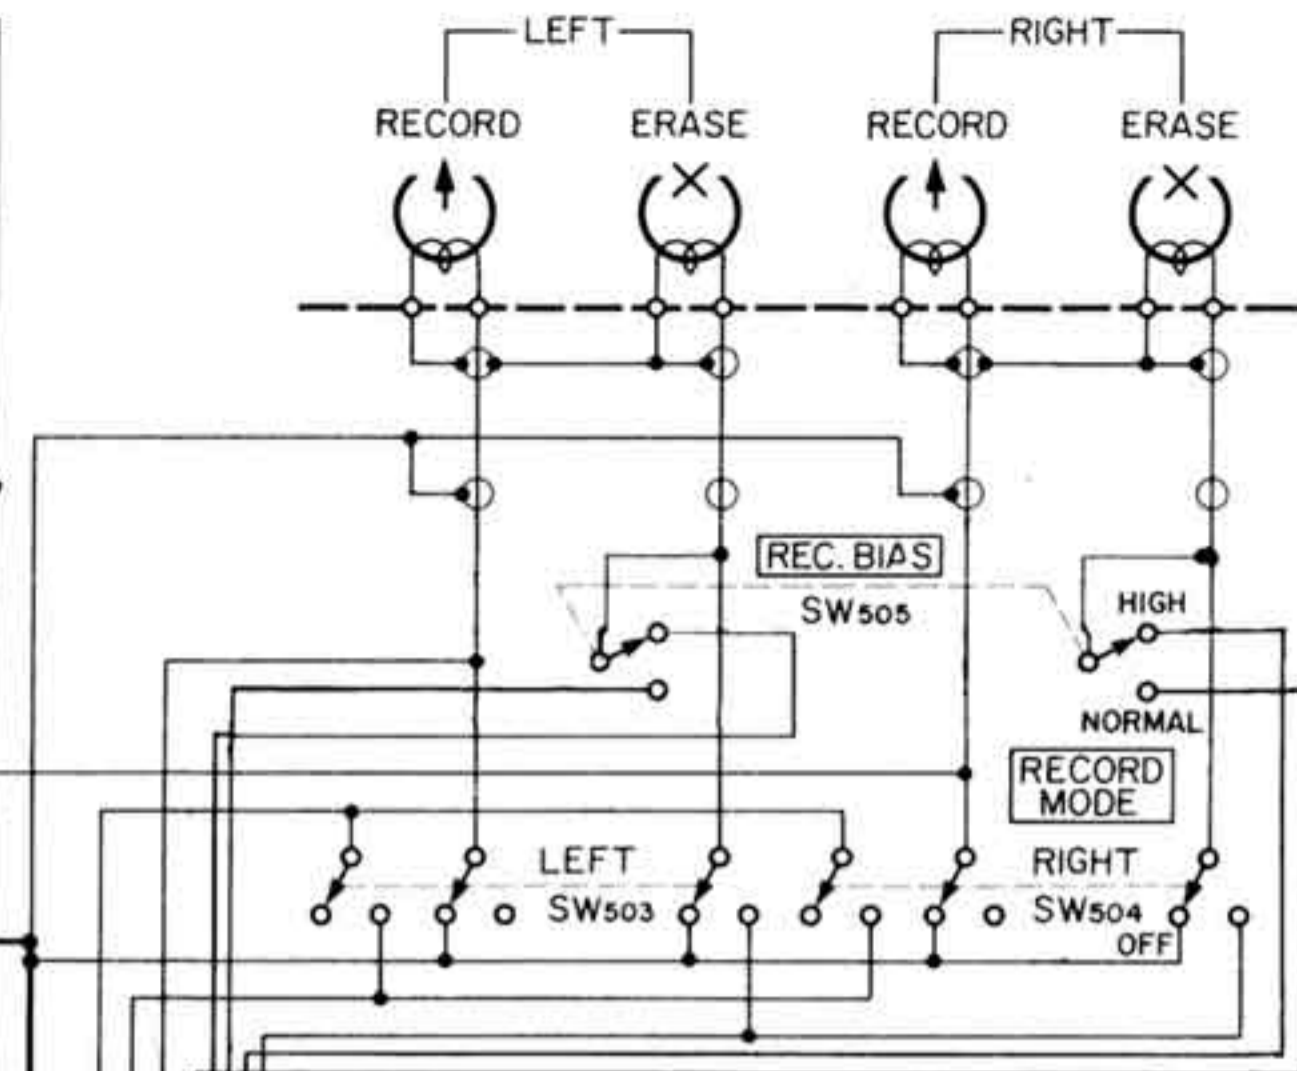 LEFT
RIGHT
RECORD
ERASE
RECORD
ERASE
REC. BIAS
SW505
HIGH
NORMAL
RECORD
MODE
LEFT
SW503
RIGHT
SW504
OFF